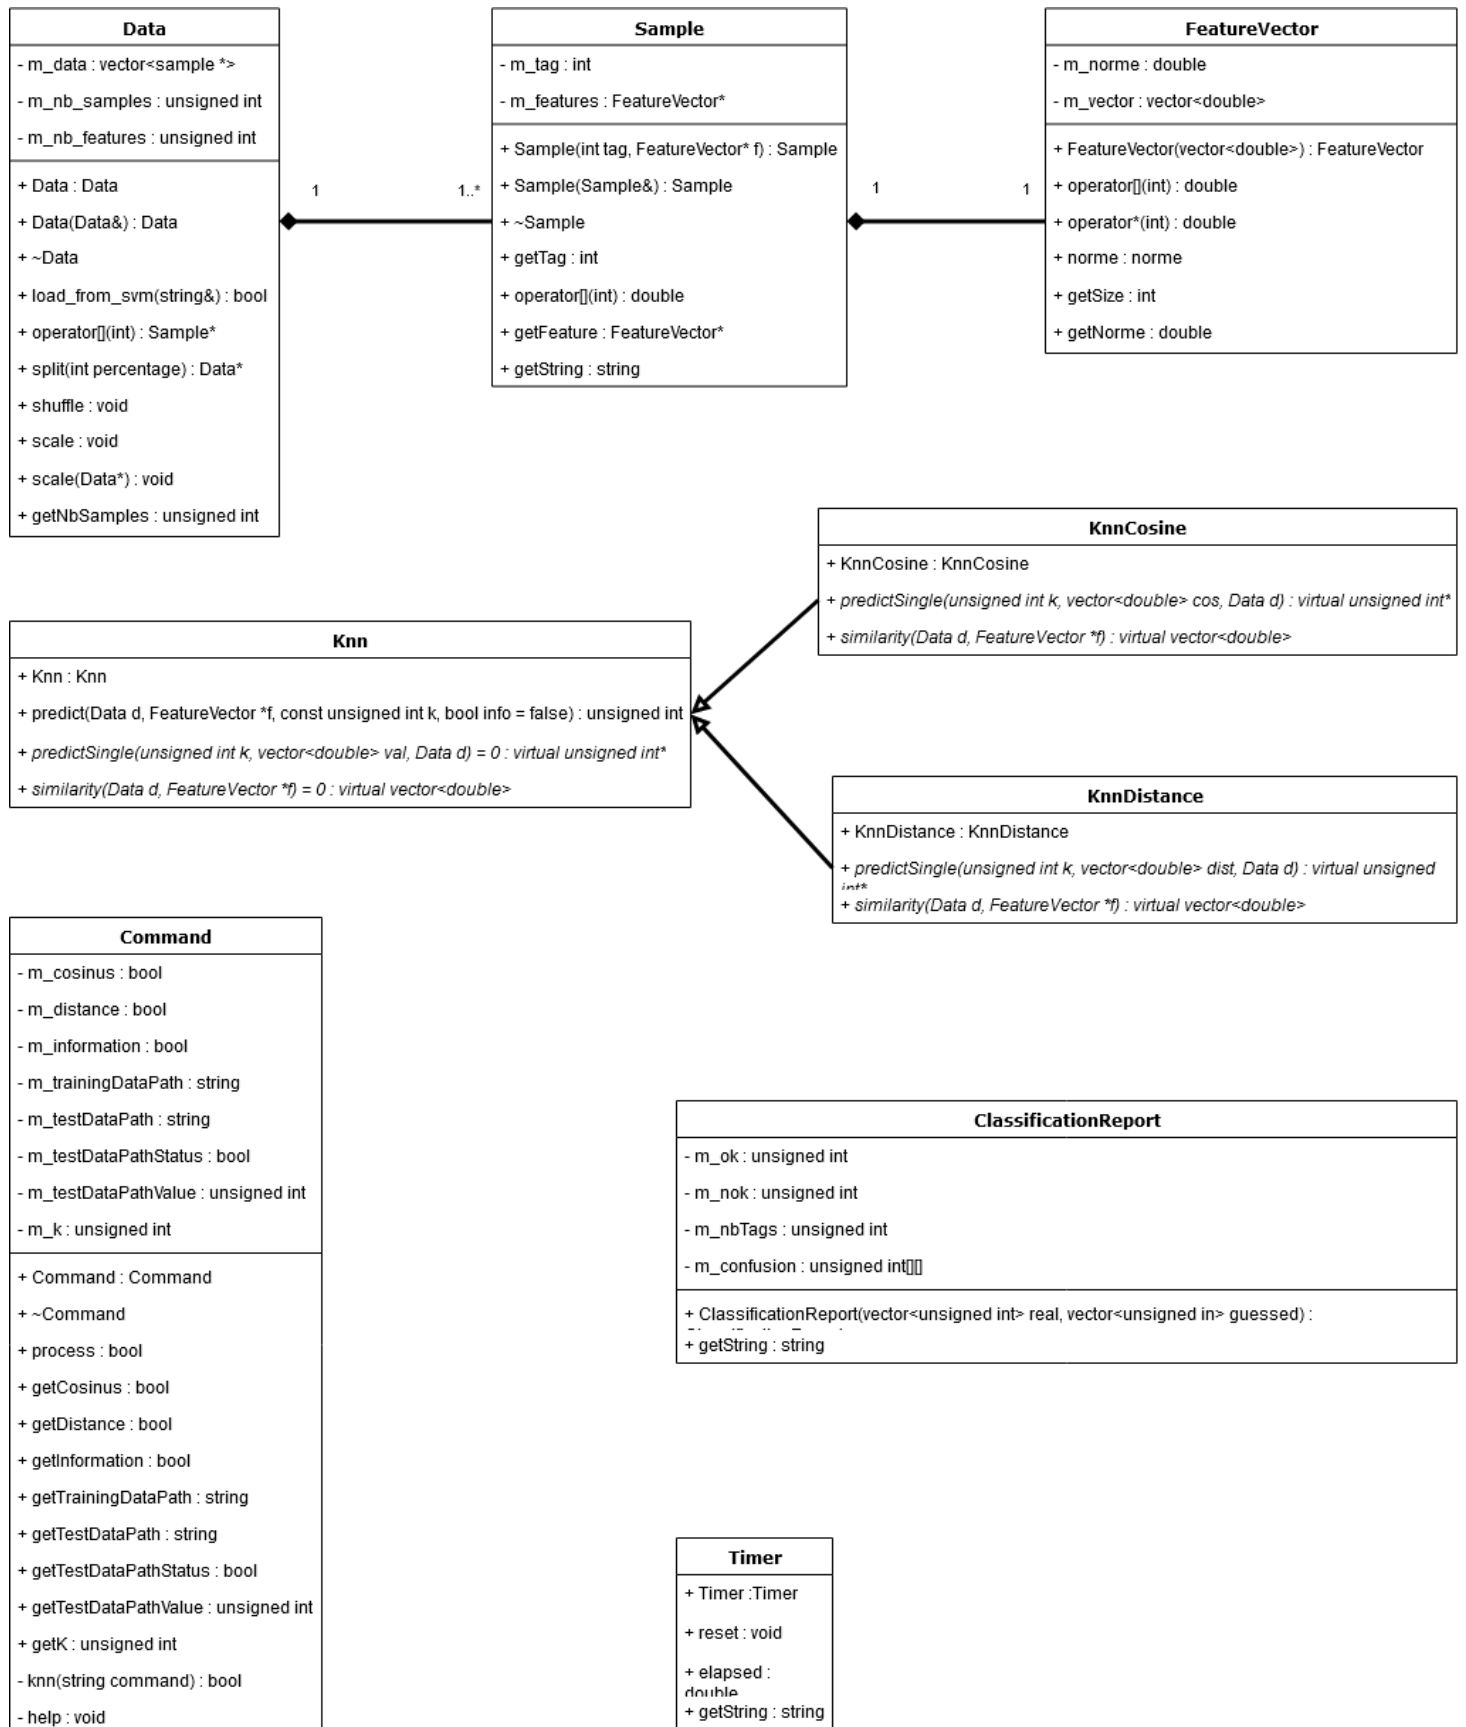 Data
- m_data : vector<sample *>
- m_nb_samples : unsigned int
- m_nb_features : unsigned int
+ Data : Data
+ Data(Data&) : Data
+ ~Data
+ load_from_svm(string&) : bool
+ operator[](int) : Sample*
+ split(int percentage) : Data*
+ shuffle : void
+ scale : void
+ scale(Data*) : void
+ getNbSamples : unsigned int
1
1..*
Sample
- m_tag : int
- m_features : FeatureVector*
+ Sample(int tag, FeatureVector* f) : Sample
+ Sample(Sample&) : Sample
+ ~Sample
+ getTag : int
+ operator[](int) : double
+ getFeature : FeatureVector*
+ getString : string
1
1
FeatureVector
- m_norme : double
- m_vector : vector<double>
+ FeatureVector(vector<double>) : FeatureVector
+ operator[](int) : double
+ operator*(int) : double
+ norme : norme
+ getSize : int
+ getNorme : double
KnnCosine
+ KnnCosine : KnnCosine
+ predictSingle(unsigned int k, vector<double> cos, Data d) : virtual unsigned int*
+ similarity(Data d, FeatureVector *f) : virtual vector<double>
Knn
+ Knn : Knn
+ predict(Data d, FeatureVector *f, const unsigned int k, bool info = false) : unsigned int
+ predictSingle(unsigned int k, vector<double> val, Data d) = 0 : virtual unsigned int*
+ similarity(Data d, FeatureVector *f) = 0 : virtual vector<double>
KnnDistance
+ KnnDistance : KnnDistance
+ predictSingle(unsigned int k, vector<double> dist, Data d) : virtual unsigned
int*
+ similarity(Data d, FeatureVector *f) : virtual vector<double>
Command
- m_cosinus : bool
- m_distance : bool
- m_information : bool
- m_trainingDataPath : string
- m_testDataPath : string
- m_testDataPathStatus : bool
- m_testDataPathValue : unsigned int
- m_k : unsigned int
+ Command : Command
+ ~Command
+ process : bool
+ getCosinus : bool
+ getDistance : bool
+ getInformation : bool
+ getTrainingDataPath : string
+ getTestDataPath : string
+ getTestDataPathStatus : bool
+ getTestDataPathValue : unsigned int
+ getK : unsigned int
- knn(string command) : bool
- help : void
ClassificationReport
- m_ok : unsigned int
- m_nok : unsigned int
- m_nbTags : unsigned int
- m_confusion : unsigned int[][]
+ ClassificationReport(vector<unsigned int> real, vector<unsigned in> guessed) :
+ getString : string
Timer
+ Timer :Timer
+ reset : void
+ elapsed :
double
+ getString : string